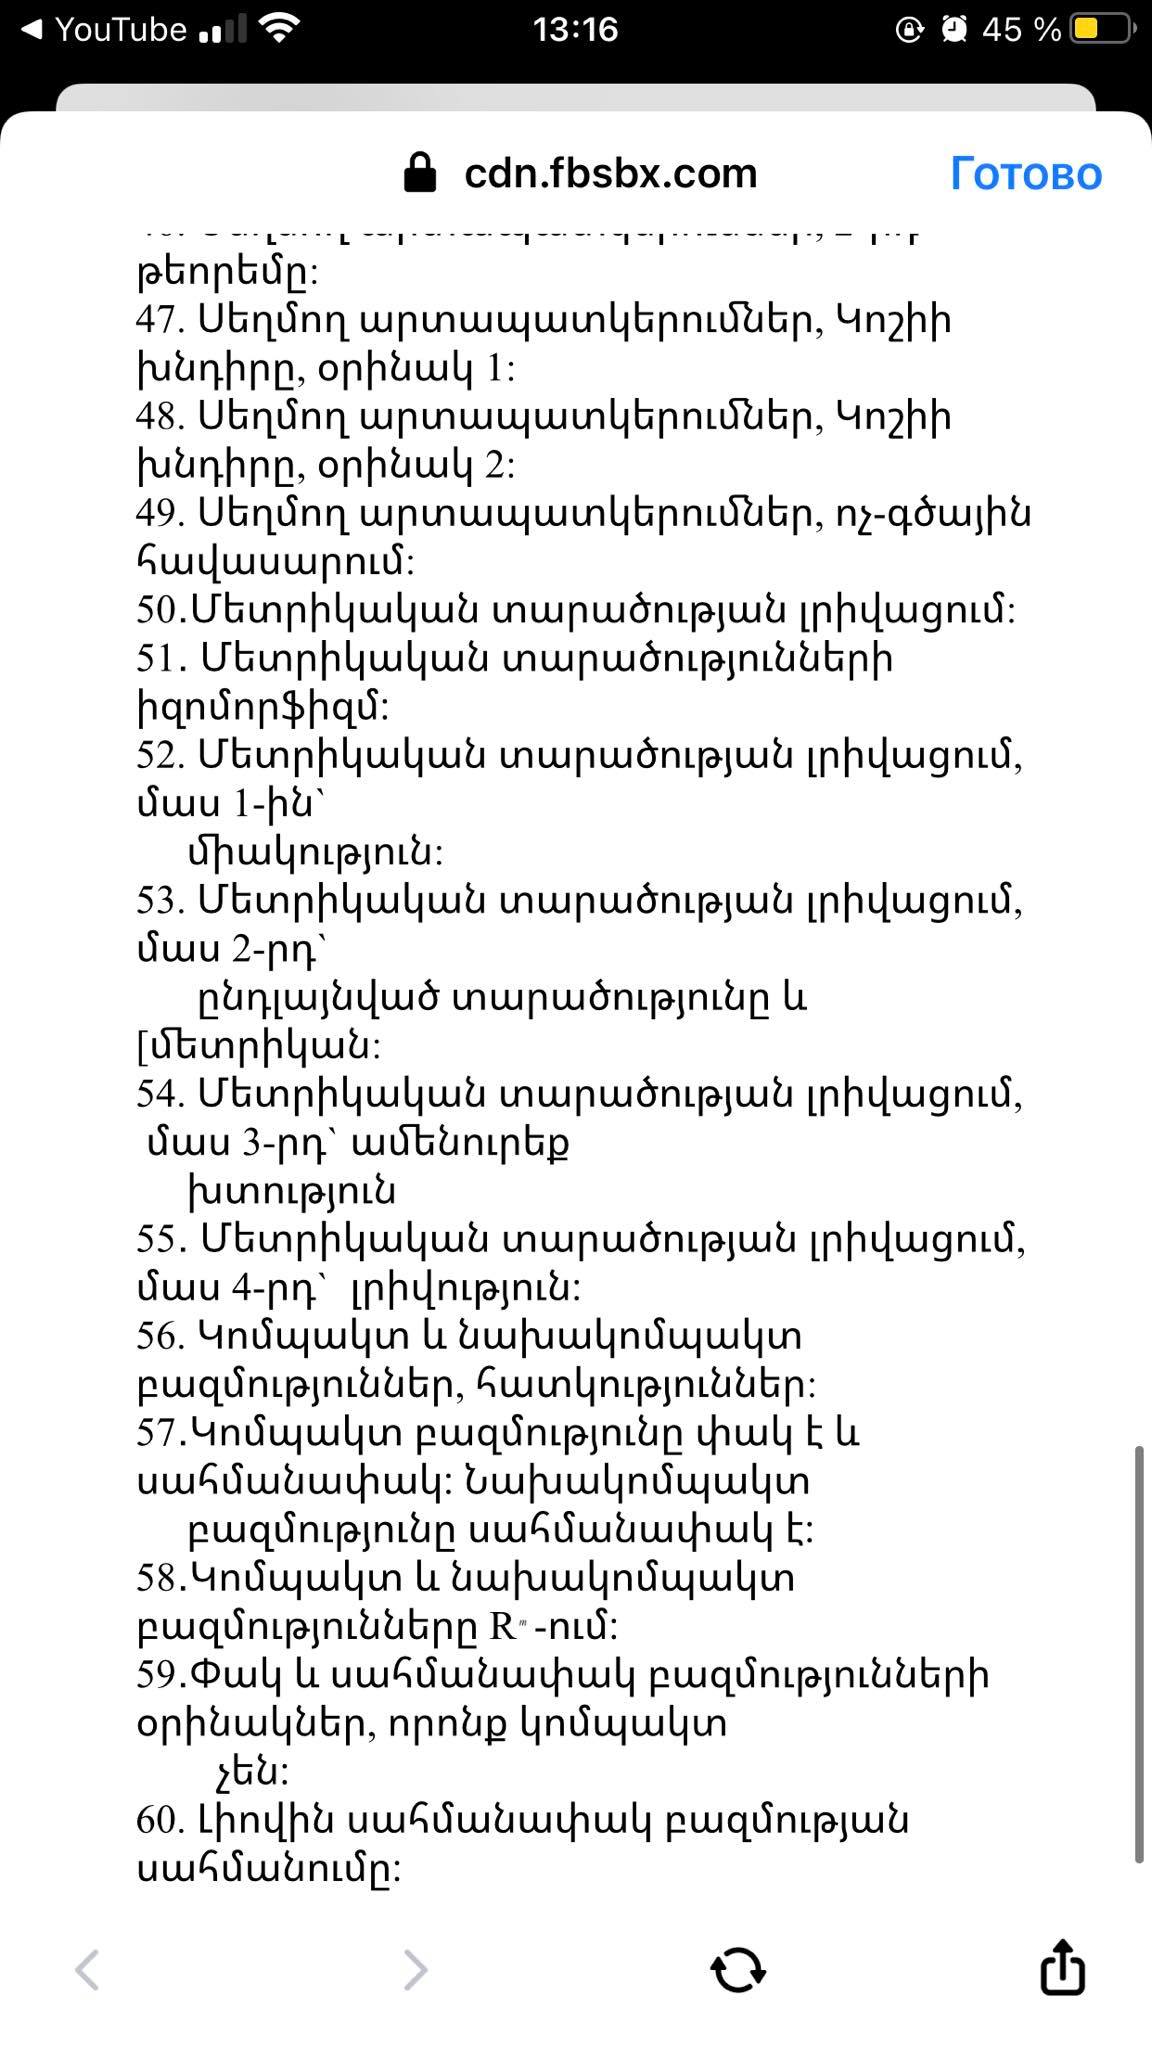 YouTube
13:16
45 %
cdn.fbsbx.com
Готово
թեորեմը:
47. Սեղմող արտապատկերումներ, Կոշիի
խնդիրը, օրինակ 1:
48. Սեղմող արտապատկերումներ, Կոշիի
խնդիրը, օրինակ 2:
49. Սեղմող արտապատկերումներ, ոչ-գծային
հավասարում:
50.Մետրիկական տարածության լրիվացում:
51. Մետրիկական տարածությունների
իզոմորֆիզմ:
52. Մետրիկական տարածության լրիվացում,
մաս 1-ին`
միակություն:
53. Մետրիկական տարածության լրիվացում,
մաս 2-րդ`
ընդլայնված տարածությունը և
[մետրիկան:
54. Մետրիկական տարածության լրիվացում,
մաս 3-րդ` ամենուրեք
խտություն
55. Մետրիկական տարածության լրիվացում,
մաս 4-րդ` լրիվություն:
56. Կոմպակտ և նախակոմպակտ
բազմություններ, հատկություններ:
57.Կոմպակտ բազմությունը փակ է և
սահմանափակ: Նախակոմպակտ
բազմությունը սահմանափակ է:
58.Կոմպակտ և նախակոմպակտ
բազմությունները Rᵐ -ում:
59.Փակ և սահմանափակ բազմությունների
օրինակներ, որոնք կոմպակտ
չեն:
60. Լիովին սահմանափակ բազմության
սահմանումը: